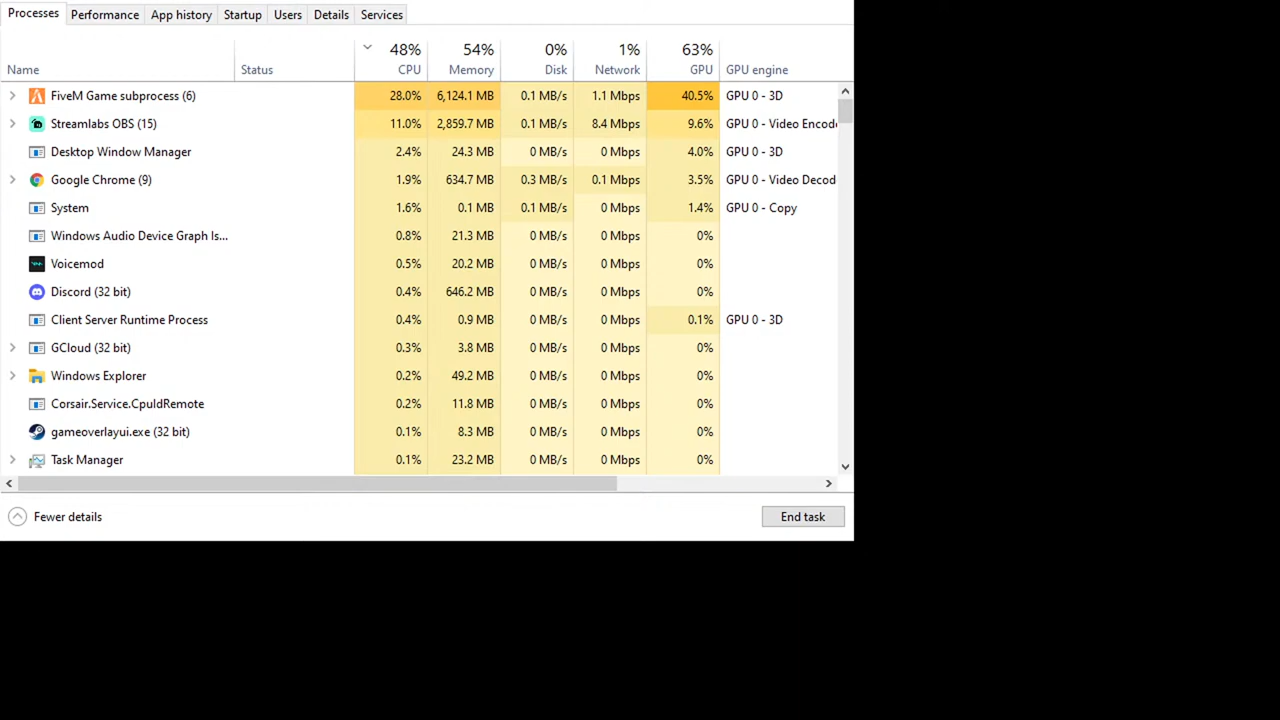 Processes Performance App history Startup Users Details Services
48% 54% 0% 1% 63%
Name Status CPU Memory Disk Network GPU GPU engine
FiveM Game subprocess (6) 28.0% 6,124.1 MB 0.1 MB/s 1.1 Mbps 40.5% GPU 0 - 3D
Streamlabs OBS (15) 11.0% 2,859.7 MB 0.1 MB/s 8.4 Mbps 9.6% GPU 0 - Video Encode
Desktop Window Manager 2.4% 24.3 MB 0 MB/s 0 Mbps 4.0% GPU 0 - 3D
Google Chrome (9) 1.9% 634.7 MB 0.3 MB/s 0.1 Mbps 3.5% GPU 0 - Video Decod
System 1.6% 0.1 MB 0.1 MB/s 0 Mbps 1.4% GPU 0 - Copy
Windows Audio Device Graph Is... 0.8% 21.3 MB 0 MB/s 0 Mbps 0%
Voicemod 0.5% 20.2 MB 0 MB/s 0 Mbps 0%
Discord (32 bit) 0.4% 646.2 MB 0 MB/s 0 Mbps 0%
Client Server Runtime Process 0.4% 0.9 MB 0 MB/s 0 Mbps 0.1% GPU 0 - 3D
GCloud (32 bit) 0.3% 3.8 MB 0 MB/s 0 Mbps 0%
Windows Explorer 0.2% 49.2 MB 0 MB/s 0 Mbps 0%
Corsair.Service.CpuIdRemote 0.2% 11.8 MB 0 MB/s 0 Mbps 0%
gameoverlayui.exe (32 bit) 0.1% 8.3 MB 0 MB/s 0 Mbps 0%
Task Manager 0.1% 23.2 MB 0 MB/s 0 Mbps 0%
Fewer details End task